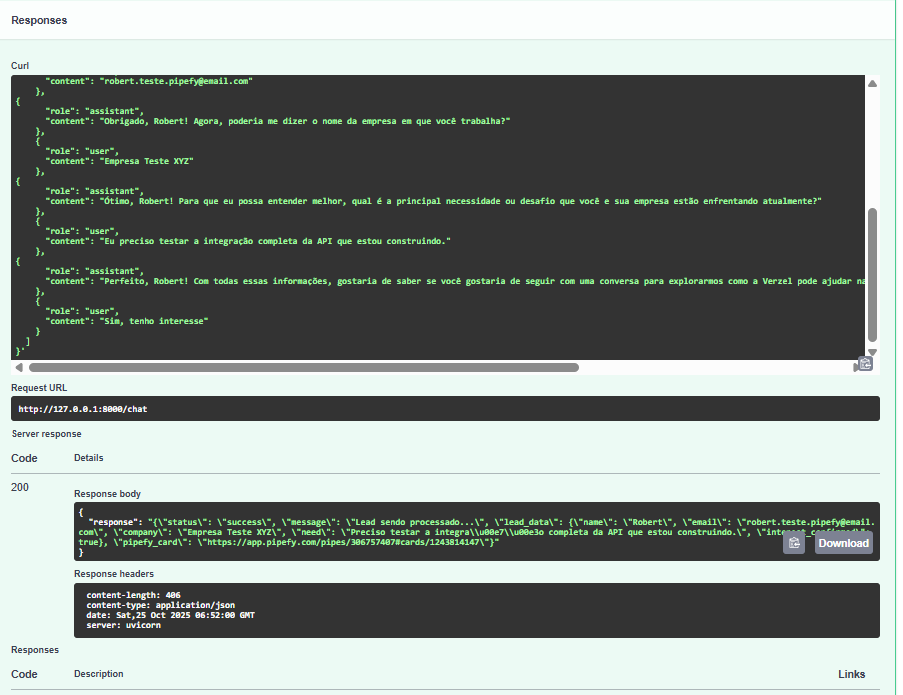 Responses
Curl
"content": "robert.teste.pipefy@email.com"
},
{
"role": "assistant",
"content": "Obrigado, Robert! Agora, poderia me dizer o nome da empresa em que você trabalha?"
},
{
"role": "user",
"content": "Empresa Teste XYZ"
},
{
"role": "assistant",
"content": "Ótimo, Robert! Para que eu possa entender melhor, qual é a principal necessidade ou desafio que você e sua empresa estão enfrentando atualmente?"
},
{
"role": "user",
"content": "Eu preciso testar a integração completa da API que estou construindo."
},
{
"role": "assistant",
"content": "Perfeito, Robert! Com todas essas informações, gostaria de saber se você gostaria de seguir com uma conversa para explorarmos como a Verzel pode ajudar na
},
{
"role": "user",
"content": "Sim, tenho interesse"
}
]
}'
Request URL
http://127.0.0.1:8000/chat
Server response
Code Details
200
Response body
{
"response": "{\"status\": \"success\", \"message\": \"Lead sendo processado...\", \"lead_data\": {\"name\": \"Robert\", \"email\": \"robert.teste.pipefy@email.
com\", \"company\": \"Empresa Teste XYZ\", \"need\": \"Preciso testar a integra\\u00e7\\u00e3o completa da API que estou construindo.\",
true}, \"pipefy_card\": \"https://app.pipefy.com/pipes/306757407#cards/1243814147\"}"
}
Download
Response headers
content-length: 406
content-type: application/json
date: Sat,25 Oct 2025 06:52:00 GMT
server: uvicorn
Responses
Code Description Links